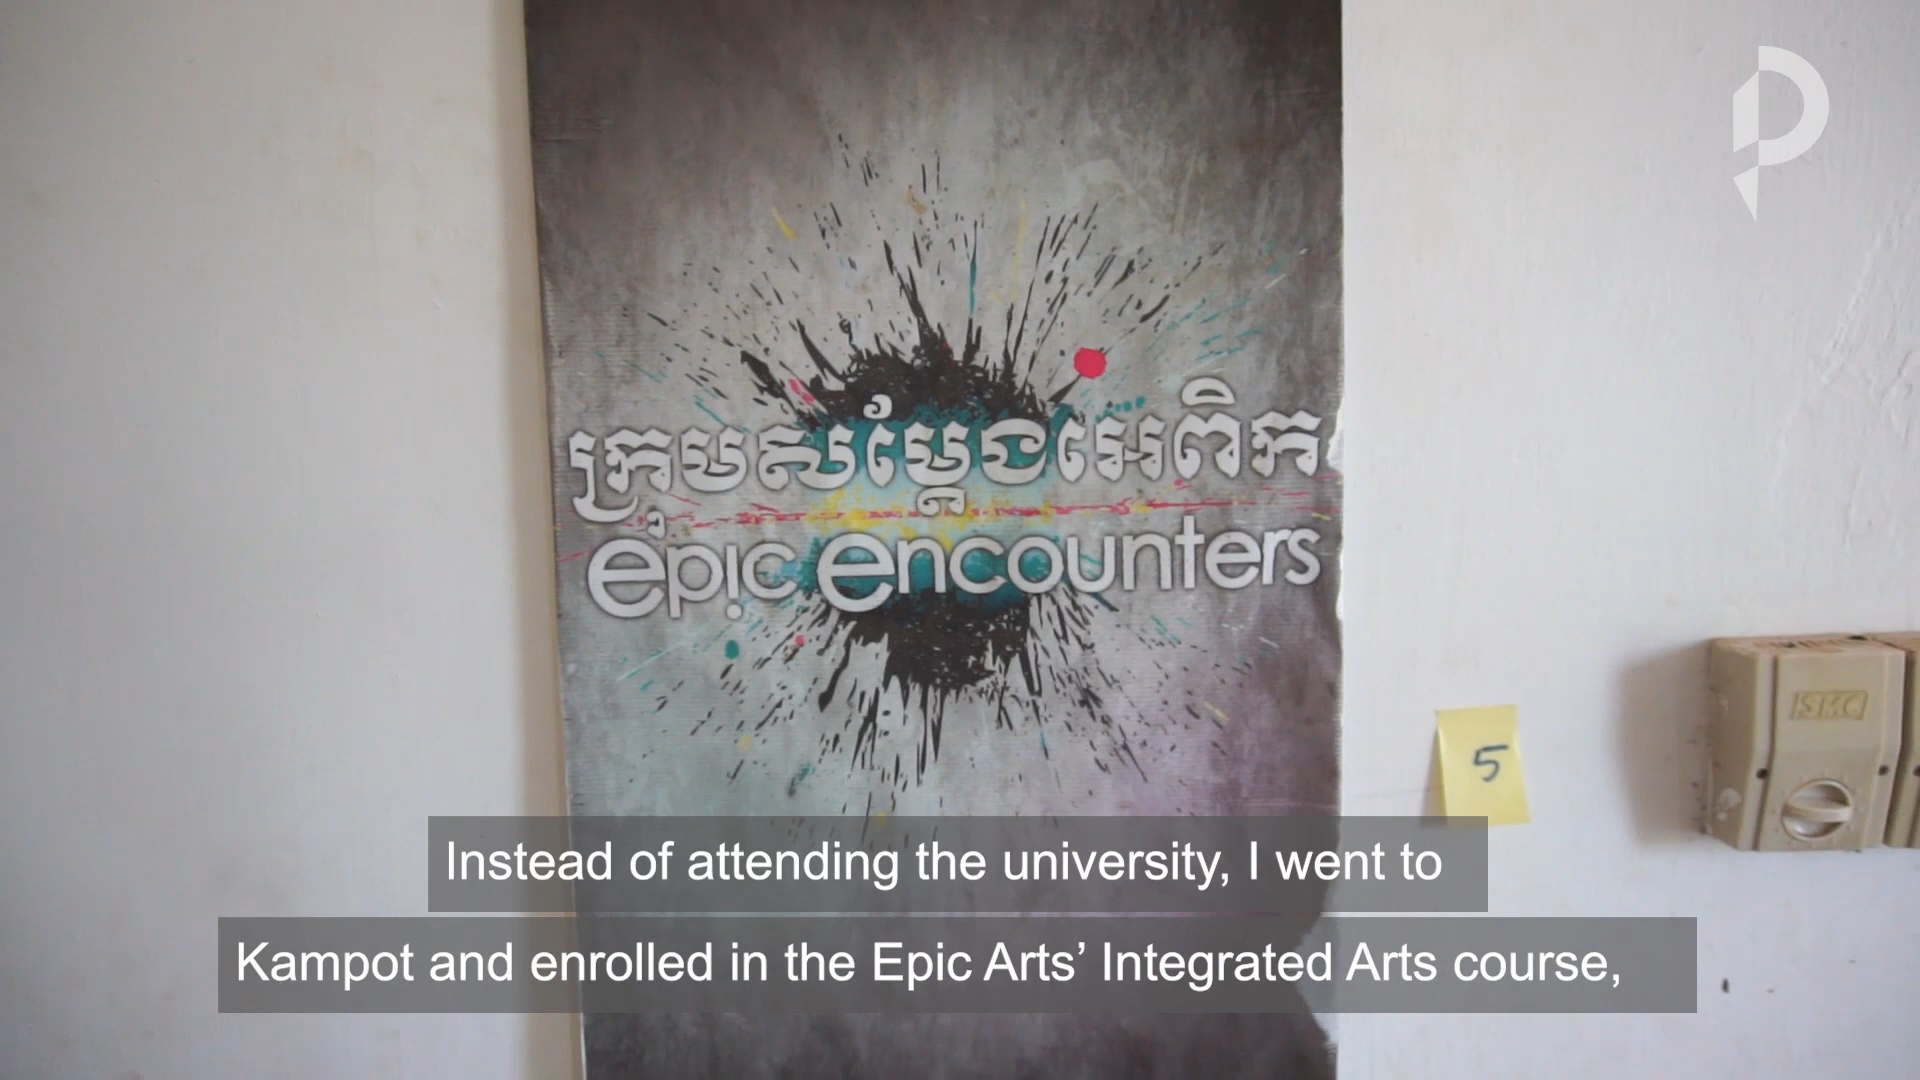 ក្រុមសម្ដែងអេពិក
epic encounters
SMC
5
Instead of attending the university, I went to
Kampot and enrolled in the Epic Arts’ Integrated Arts course,